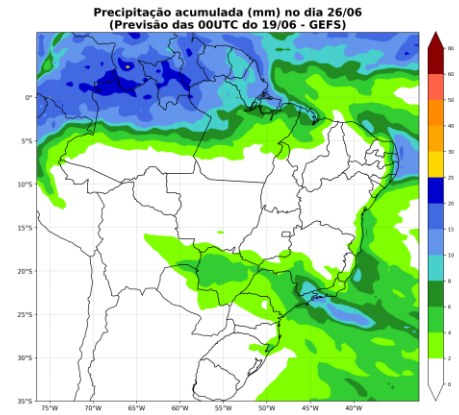 Precipitação acumulada (mm) no dia 26/06
(Previsão das 00UTC do 19/06 - GEFS)
80
60
50
40
30
25
20
15
10
8
6
4
2
0
0°
5°S
10°S
15°S
20°S
25°S
30°S
35°S
75°W
70°W
65°W
60°W
55°W
50°W
45°W
40°W